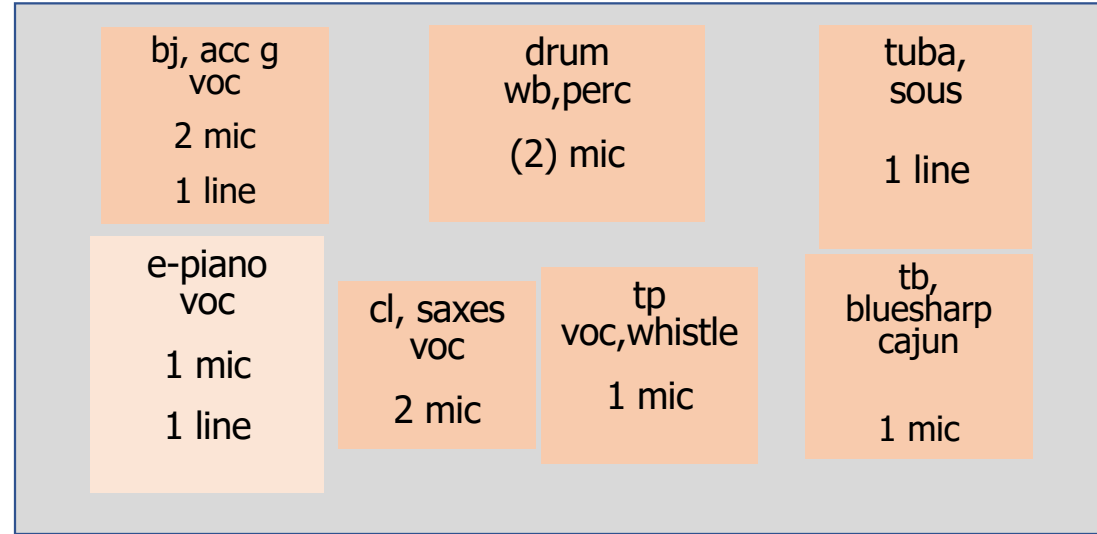 bj, acc g
voc
2 mic
1 line
drum
wb,perc
(2) mic
tuba,
sous
1 line
e-piano
voc
1 mic
1 line
cl, saxes
voc
2 mic
tp
voc,whistle
1 mic
tb,
bluesharp
cajun
1 mic